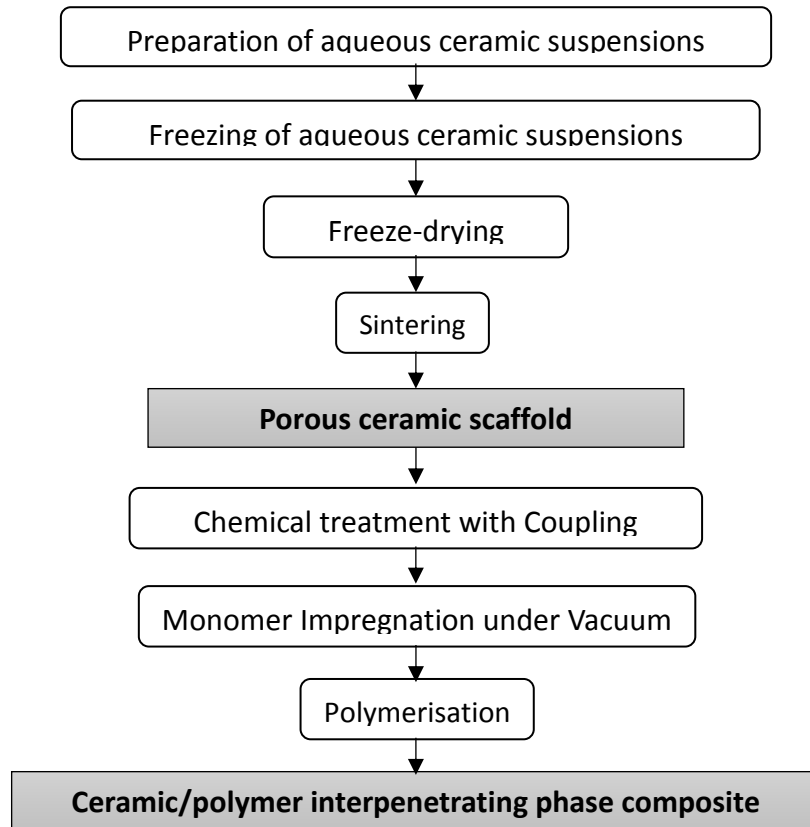 Preparation of aqueous ceramic suspensions
Freezing of aqueous ceramic suspensions
Freeze-drying
Sintering
Porous ceramic scaffold
Chemical treatment with Coupling
Monomer Impregnation under Vacuum
Polymerisation
Ceramic/polymer interpenetrating phase composite